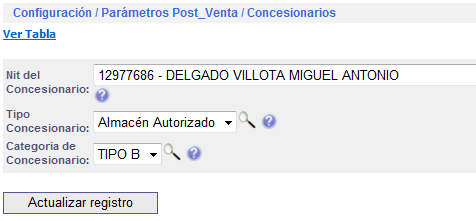 Configuración / Parámetros Post_Venta / Concesionarios
Ver Tabla
Nit del Concesionario: 12977686 - DELGADO VILLOTA MIGUEL ANTONIO
Tipo Concesionario: Almacén Autorizado
Categoria de Concesionario: TIPO B
Actualizar registro